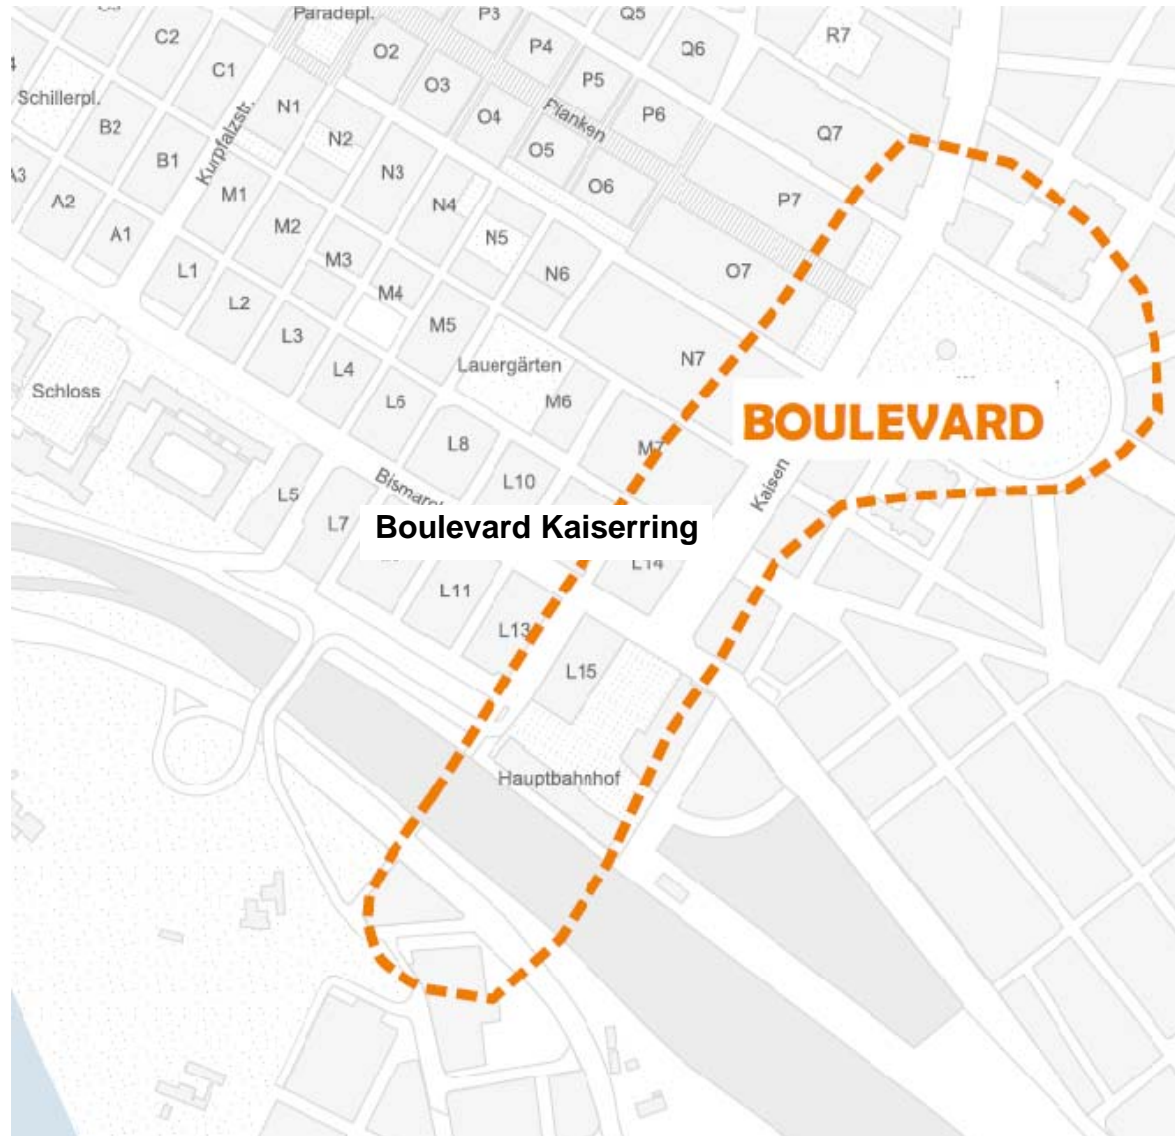 P3
Q5
Paradepl.
C2
O2
P4
Q6
R7
C1
O3
P5
Schillerpl.
N1
O4
P6
B2
Kurpfalzstr.
N2
Planken
Q7
B1
N3
O5
A2
M1
O6
P7
N4
A1
M2
N5
L1
M3
N6
O7
L2
M4
L3
M5
N7
L4
Lauergärten
Schloss
L6
M6
BOULEVARD
L8
M7
L10
L5
Boulevard Kaiserring
L7
L14
L11
L13
L15
Hauptbahnhof